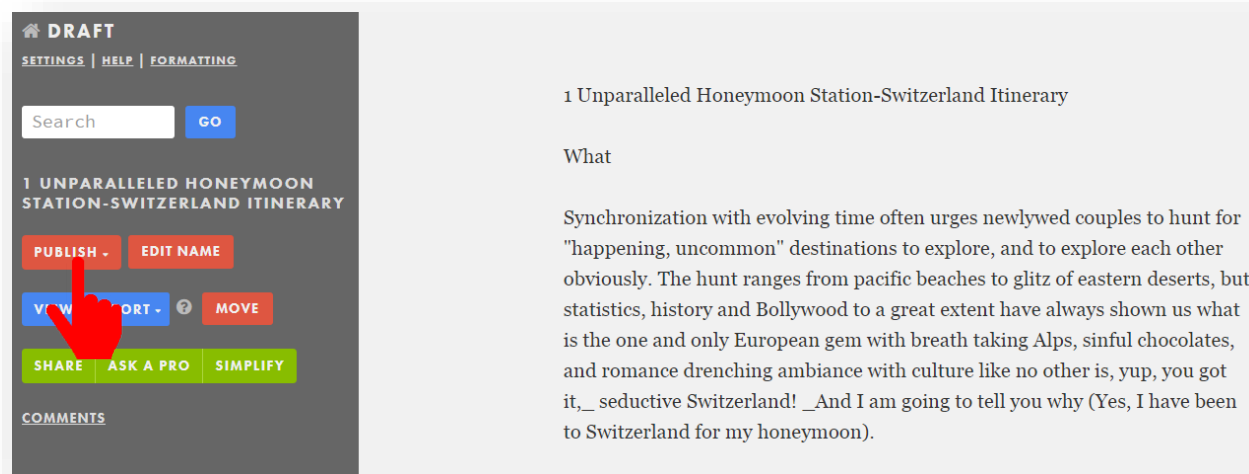 DRAFT
SETTINGS | HELP | FORMATTING
Search GO
1 UNPARALLELED HONEYMOON
STATION-SWITZERLAND ITINERARY
PUBLISH EDIT NAME
MOVE
SHARE ASK A PRO SIMPLIFY
COMMENTS
1 Unparalleled Honeymoon Station-Switzerland Itinerary
What
Synchronization with evolving time often urges newlywed couples to hunt for
"happening, uncommon" destinations to explore, and to explore each other
obviously. The hunt ranges from pacific beaches to glitz of eastern deserts, but
statistics, history and Bollywood to a great extent have always shown us what
is the one and only European gem with breath taking Alps, sinful chocolates,
and romance drenching ambiance with culture like no other is, yup, you got
it,_ seductive Switzerland! _And I am going to tell you why (Yes, I have been
to Switzerland for my honeymoon).